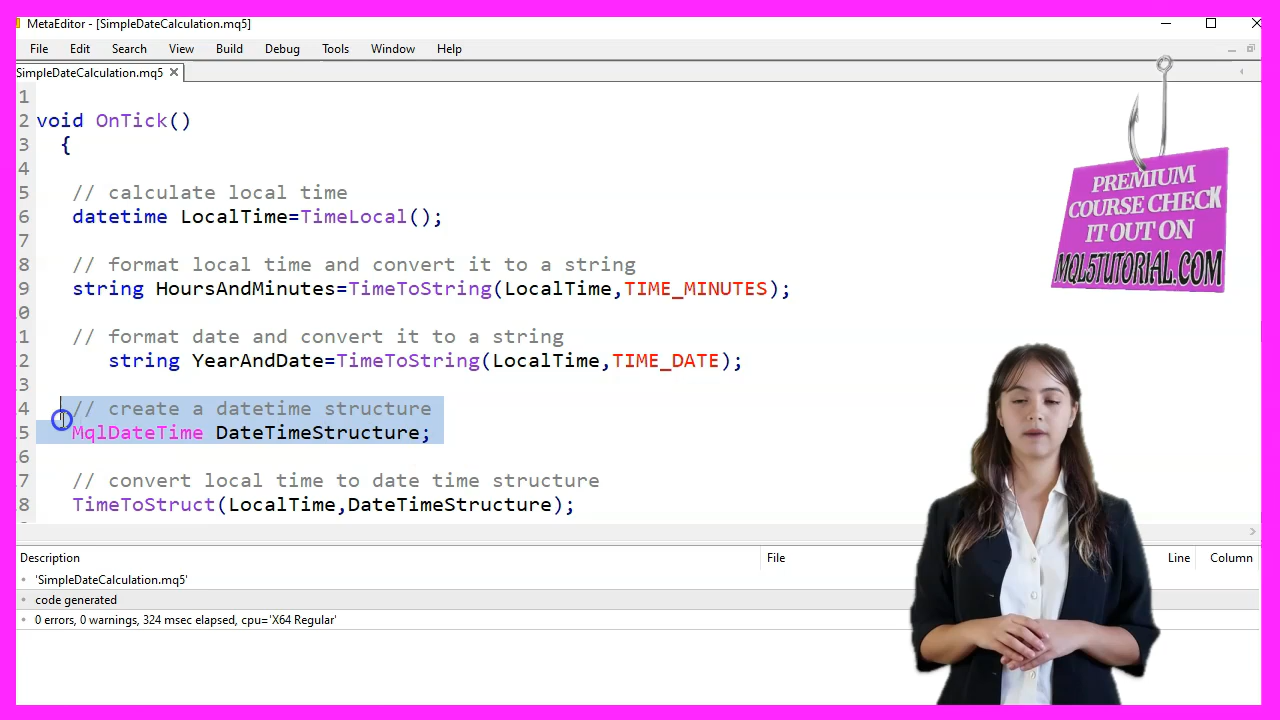 MetaEditor - [SimpleDateCalculation.mq5]
File Edit Search View Build Debug Tools Window Help
SimpleDateCalculation.mq5
1
2 void OnTick()
3 {
4
5 // calculate local time
6 datetime LocalTime=TimeLocal();
7
8 // format local time and convert it to a string
9 string HoursAndMinutes=TimeToString(LocalTime,TIME_MINUTES);
0
1 // format date and convert it to a string
2 string YearAndDate=TimeToString(LocalTime,TIME_DATE);
3
4 // create a datetime structure
5 MqlDateTime DateTimeStructure;
6
7 // convert local time to date time structure
8 TimeToStruct(LocalTime,DateTimeStructure);
PREMIUM
COURSE CHECK
IT OUT ON
MQL5TUTORIAL.COM
Description File Line Column
'SimpleDateCalculation.mq5'
code generated
0 errors, 0 warnings, 324 msec elapsed, cpu='X64 Regular'